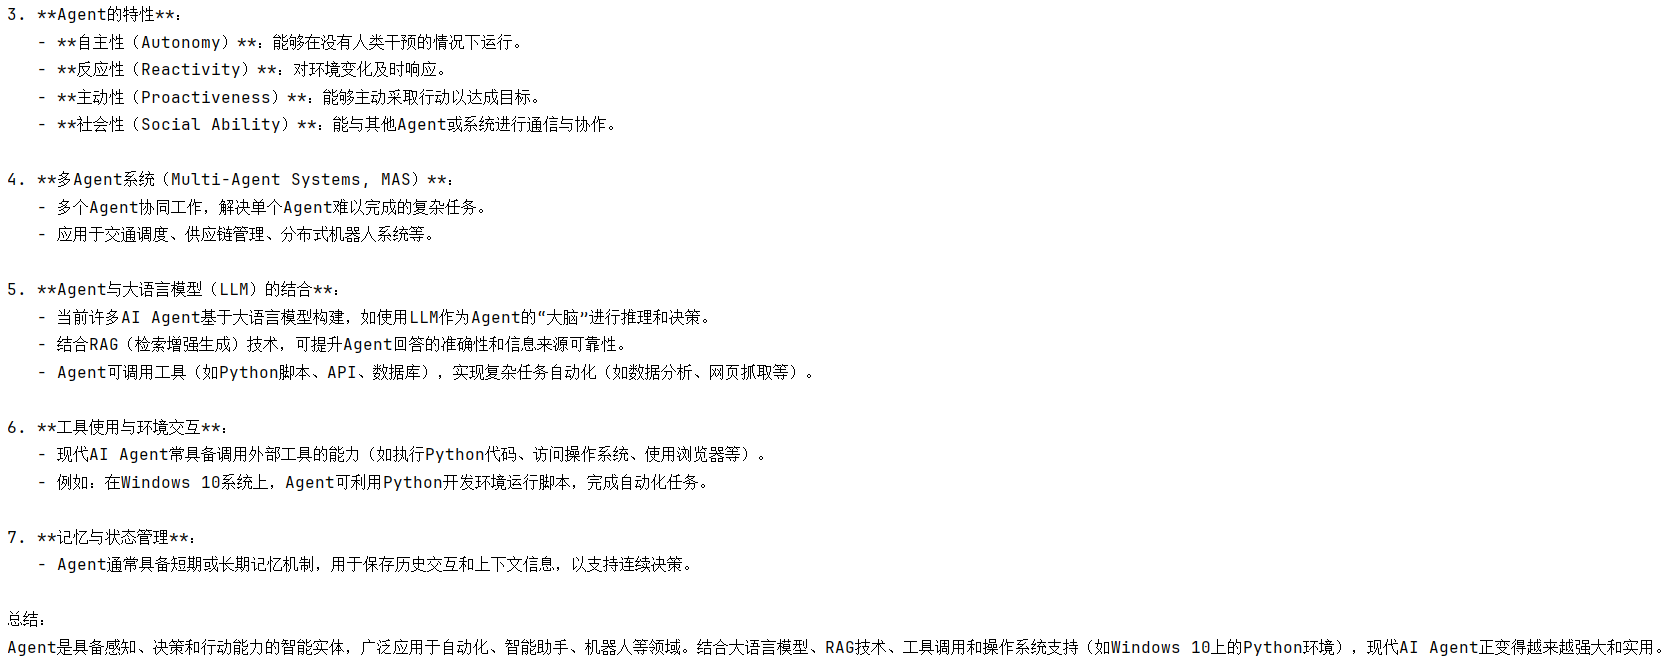 3. **Agent的特性**：
- **自主性（Autonomy）**：能够在没有人类干预的情况下运行。
- **反应性（Reactivity）**：对环境变化及时响应。
- **主动性（Proactiveness）**：能够主动采取行动以达成目标。
- **社会性（Social Ability）**：能与其他Agent或系统进行通信与协作。
4. **多Agent系统（Multi-Agent Systems, MAS）**：
- 多个Agent协同工作，解决单个Agent难以完成的复杂任务。
- 应用于交通调度、供应链管理、分布式机器人系统等。
5. **Agent与大语言模型（LLM）的结合**：
- 当前许多AI Agent基于大语言模型构建，如使用LLM作为Agent的“大脑”进行推理和决策。
- 结合RAG（检索增强生成）技术，可提升Agent回答的准确性和信息来源可靠性。
- Agent可调用工具（如Python脚本、API、数据库），实现复杂任务自动化（如数据分析、网页抓取等）。
6. **工具使用与环境交互**：
- 现代AI Agent常具备调用外部工具的能力（如执行Python代码、访问操作系统、使用浏览器等）。
- 例如：在Windows 10系统上，Agent可利用Python开发环境运行脚本，完成自动化任务。
7. **记忆与状态管理**：
- Agent通常具备短期或长期记忆机制，用于保存历史交互和上下文信息，以支持连续决策。
总结：
Agent是具备感知、决策和行动能力的智能实体，广泛应用于自动化、智能助手、机器人等领域。结合大语言模型、RAG技术、工具调用和操作系统支持（如Windows 10上的Python环境），现代AI Agent正变得越来越强大和实用。